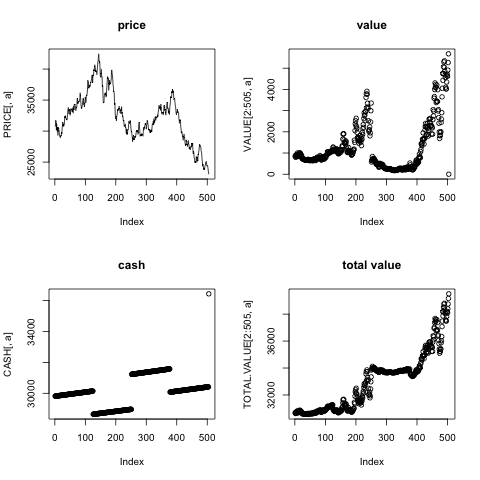 price
PRICE[, a]
25000
35000
0
100
200
300
400
500
Index
value
VALUE[2:505, a]
0
2000
4000
0
100
200
300
400
500
Index
cash
CASH[, a]
30000
32000
34000
0
100
200
300
400
500
Index
total value
TOTAL.VALUE[2:505, a]
32000
36000
0
100
200
300
400
500
Index